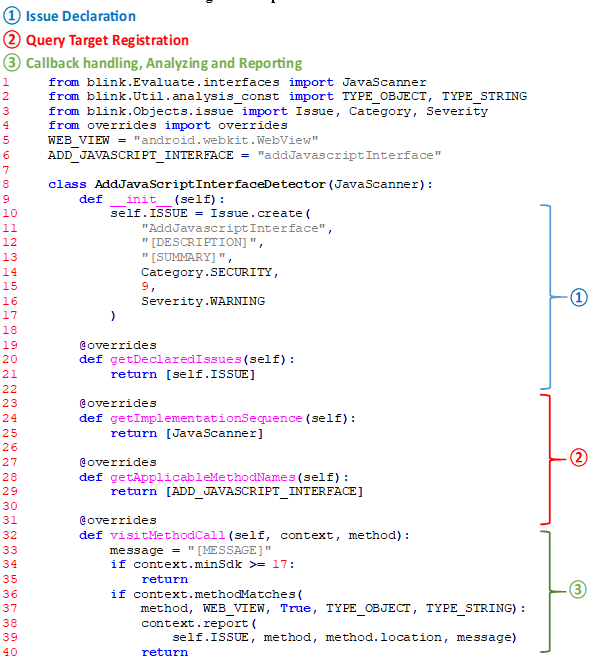 ① Issue Declaration
② Query Target Registration
③ Callback handling, Analyzing and Reporting
1 from blink.Evaluate.interfaces import JavaScanner
2 from blink.Util.analysis_const import TYPE_OBJECT, TYPE_STRING
3 from blink.Objects.issue import Issue, Category, Severity
4 from overrides import overrides
5 WEB_VIEW = "android.webkit.WebView"
6 ADD_JAVASCRIPT_INTERFACE = "addJavascriptInterface"
7
8 class AddJavaScriptInterfaceDetector(JavaScanner):
9 def __init__(self):
10 self.ISSUE = Issue.create(
11 "AddJavascriptInterface",
12 "[DESCRIPTION]",
13 "[SUMMARY]",
14 Category.SECURITY,
15 9,
16 Severity.WARNING
17 )
①
18
19 @overrides
20 def getDeclaredIssues(self):
21 return [self.ISSUE]
22
23 @overrides
24 def getImplementationSequence(self):
25 return [JavaScanner]
26
27 @overrides
②
28 def getApplicableMethodNames(self):
29 return [ADD_JAVASCRIPT_INTERFACE]
30
31 @overrides
32 def visitMethodCall(self, context, method):
33 message = "[MESSAGE]"
34 if context.minSdk >= 17:
35 return
36 if context.methodMatches(
③
37 method, WEB_VIEW, True, TYPE_OBJECT, TYPE_STRING):
38 context.report(
39 self.ISSUE, method, method.location, message)
40 return